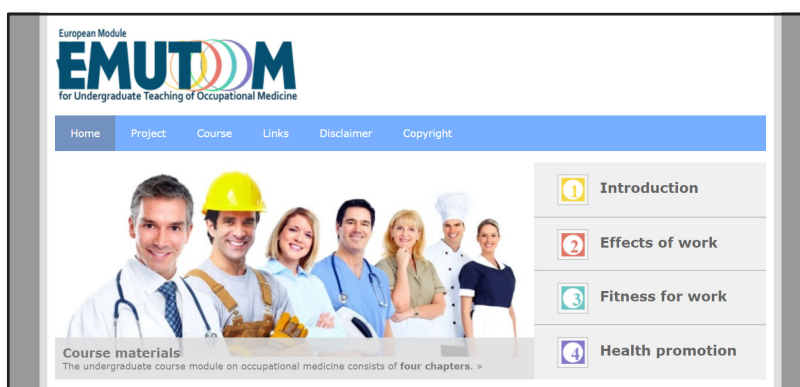 European Module
EMUTOM
for Undergraduate Teaching of Occupational Medicine
Home Project Course Links Disclaimer Copyright
1 Introduction
2 Effects of work
3 Fitness for work
4 Health promotion
Course materials
The undergraduate course module on occupational medicine consists of four chapters. »